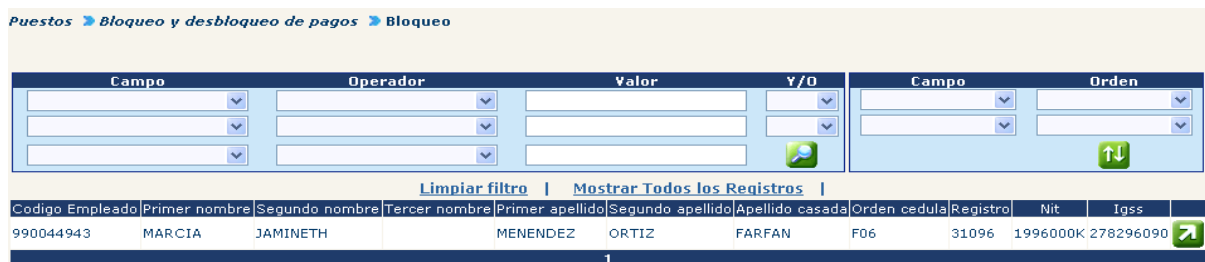 Puestos Bloqueo y desbloqueo de pagos Bloqueo
Campo Operador Valor Y/O Campo Orden
Limpiar filtro | Mostrar Todos los Registros |
Codigo Empleado Primer nombre Segundo nombre Tercer nombre Primer apellido Segundo apellido Apellido casada Orden cedula Registro Nit Igss
990044943 MARCIA JAMINETH MENENDEZ ORTIZ FARFAN F06 31096 1996000K 278296090
1